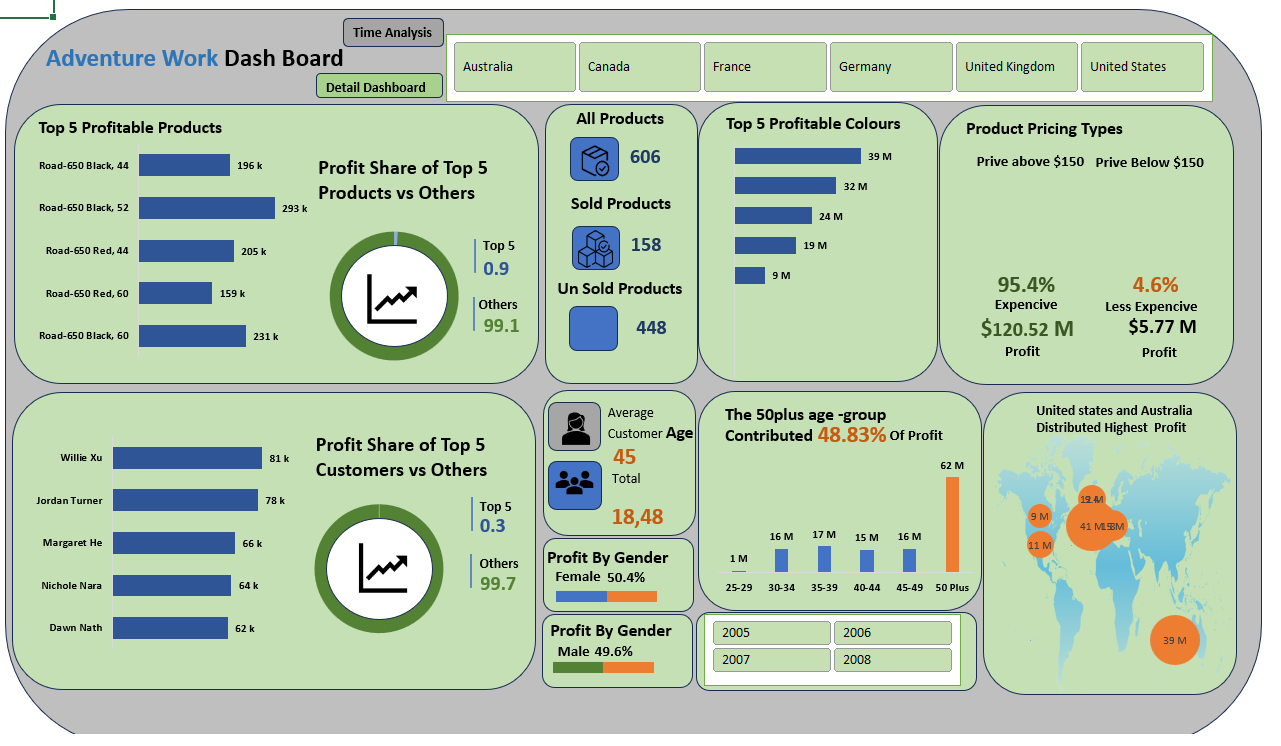 Time Analysis
Adventure Work Dash Board
Detail Dashboard
Australia
Canada
France
Germany
United Kingdom
United States
Top 5 Profitable Products
Road-650 Black, 44
196 k
Road-650 Black, 52
293 k
Road-650 Red, 44
205 k
Road-650 Red, 60
159 k
Road-650 Black, 60
231 k
Profit Share of Top 5
Products vs Others
Top 5
0.9
Others
99.1
All Products
606
Sold Products
158
Un Sold Products
448
Top 5 Profitable Colours
39 M
32 M
24 M
19 M
9 M
Product Pricing Types
Prive above $150
Prive Below $150
95.4%
Expencive
$120.52 M
Profit
4.6%
Less Expencive
$5.77 M
Profit
Willie Xu
81 k
Jordan Turner
78 k
Margaret He
66 k
Nichole Nara
64 k
Dawn Nath
62 k
Profit Share of Top 5
Customers vs Others
Top 5
0.3
Others
99.7
Average
Customer Age
45
Total
18,48
Profit By Gender
Female 50.4%
Profit By Gender
Male 49.6%
The 50plus age -group
Contributed 48.83% Of Profit
1 M
16 M
17 M
15 M
16 M
62 M
25-29
30-34
35-39
40-44
45-49
50 Plus
2005
2006
2007
2008
United states and Australia
Distributed Highest Profit
9 M
11 M
41 M
39 M